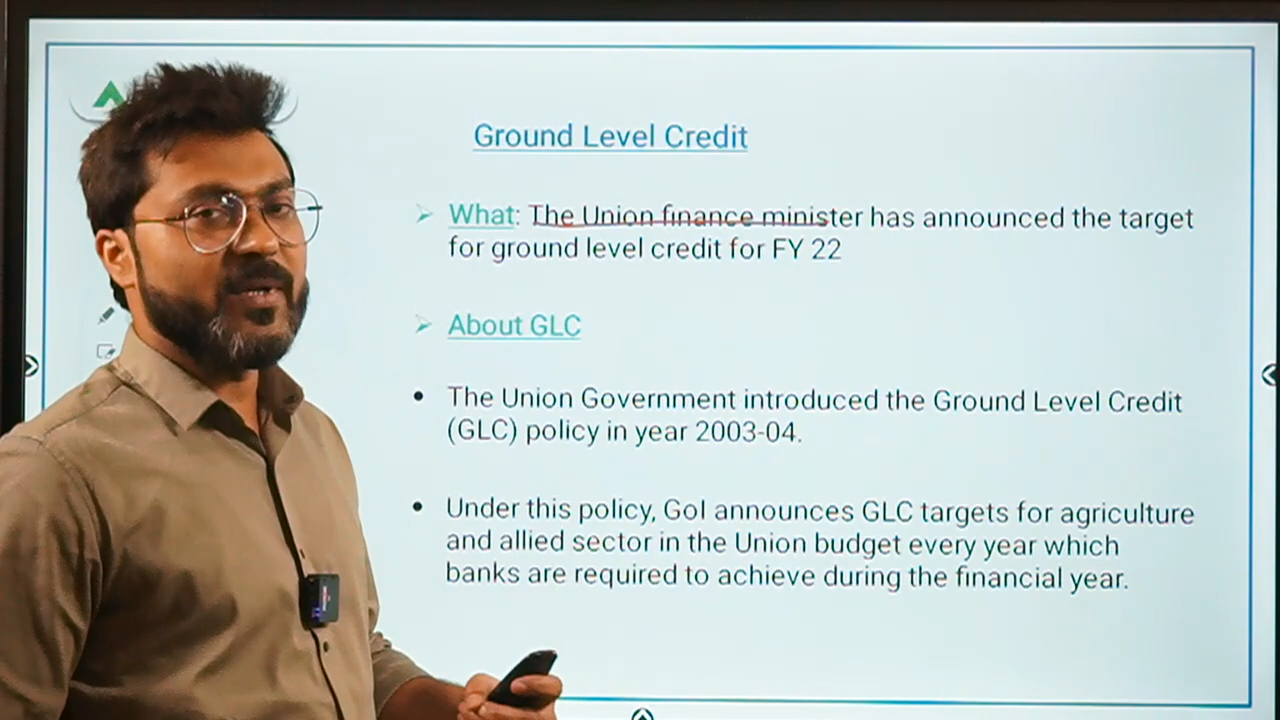 Ground Level Credit
➢ What: The Union finance minister has announced the target
for ground level credit for FY 22
➢ About GLC
• The Union Government introduced the Ground Level Credit
(GLC) policy in year 2003-04.
• Under this policy, GoI announces GLC targets for agriculture
and allied sector in the Union budget every year which
banks are required to achieve during the financial year.